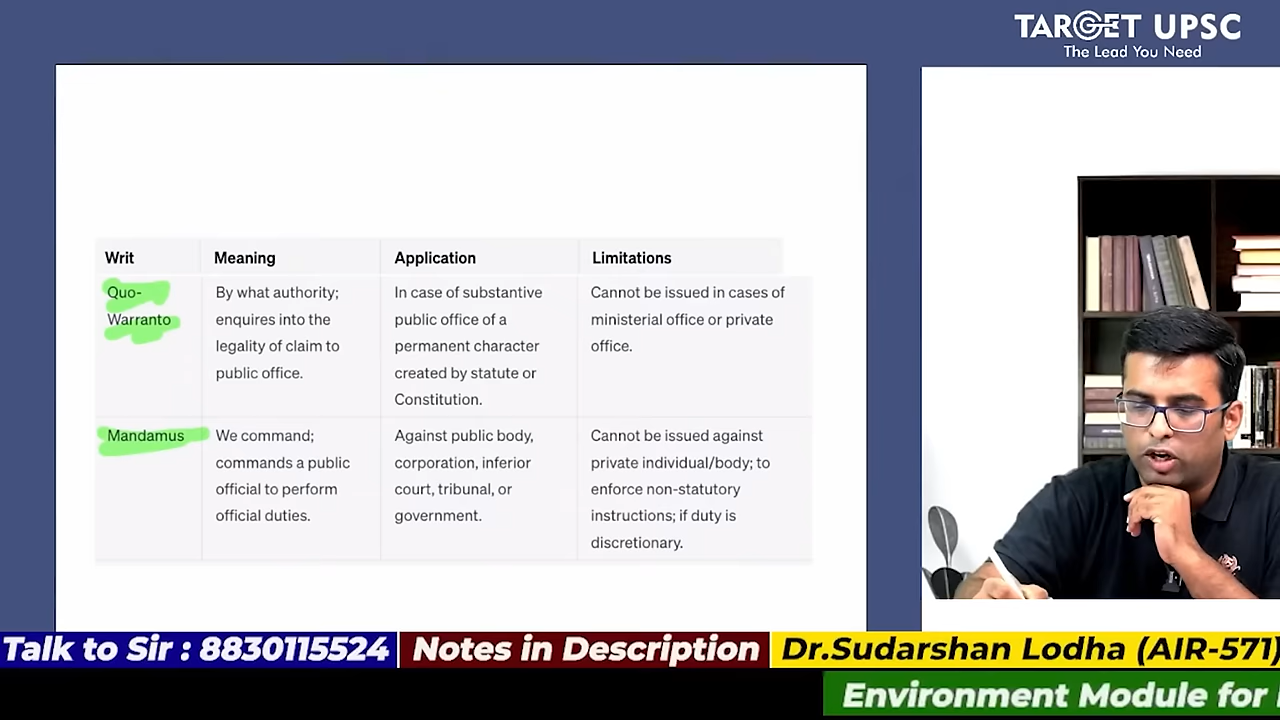 TARGET UPSC
The Lead You Need
Writ Meaning Application Limitations
Quo-
Warranto
By what authority;
enquires into the
legality of claim to
public office.
In case of substantive
public office of a
permanent character
created by statute or
Constitution.
Cannot be issued in cases of
ministerial office or private
office.
Mandamus
We command;
commands a public
official to perform
official duties.
Against public body,
corporation, inferior
court, tribunal, or
government.
Cannot be issued against
private individual/body; to
enforce non-statutory
instructions; if duty is
discretionary.
Talk to Sir : 8830115524 Notes in Description Dr.Sudarshan Lodha (AIR-571)
Environment Module for